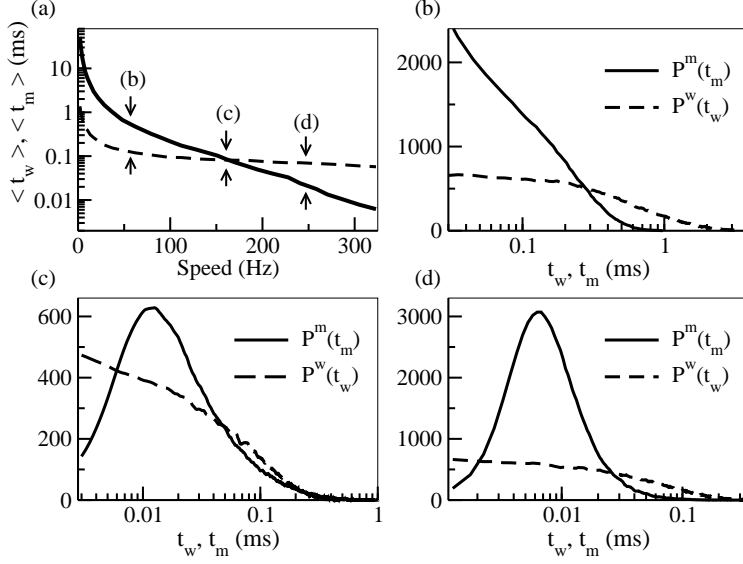 (a)
< t_w >, < t_m > (ms)
10
1
0.1
0.01
(b)
(c)
(d)
0
100
200
300
Speed (Hz)
(b)
2000
1000
0
P^m(t_m)
P^w(t_w)
0.1
1
t_w, t_m (ms)
(c)
600
400
200
0
P^m(t_m)
P^w(t_w)
0.01
0.1
1
t_w, t_m (ms)
(d)
3000
2000
1000
0
P^m(t_m)
P^w(t_w)
0.01
0.1
t_w, t_m (ms)